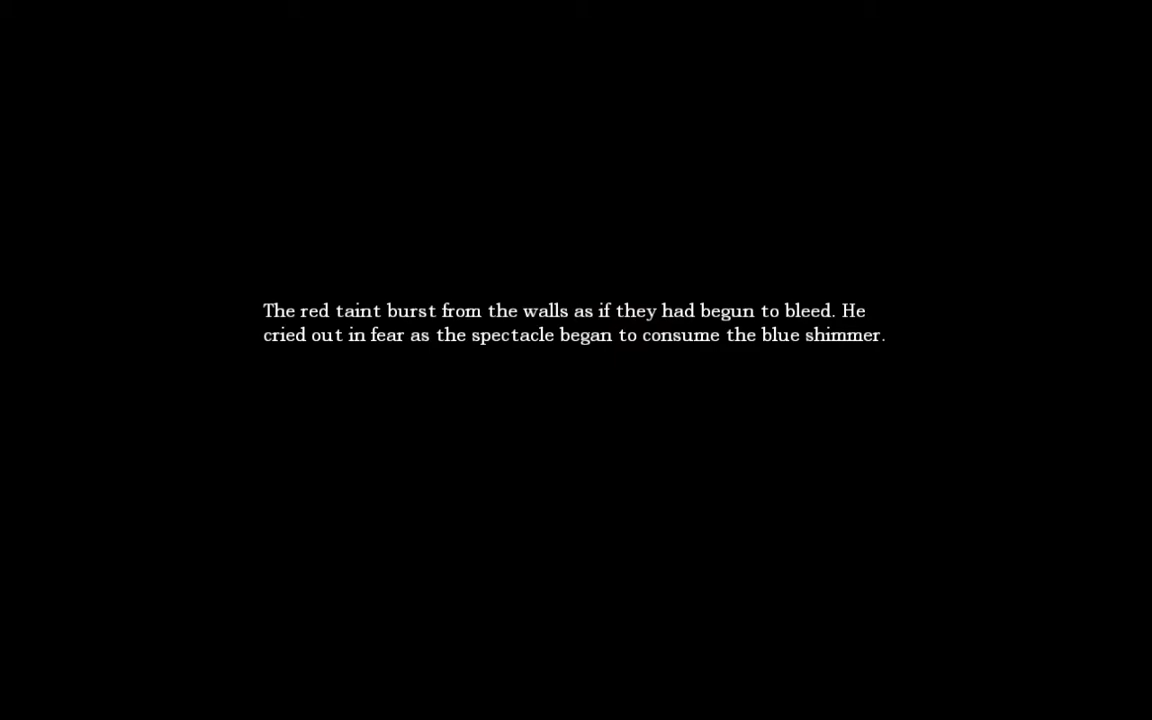 The red taint burst from the walls as if they had begun to bleed. He
cried out in fear as the spectacle began to consume the blue shimmer.